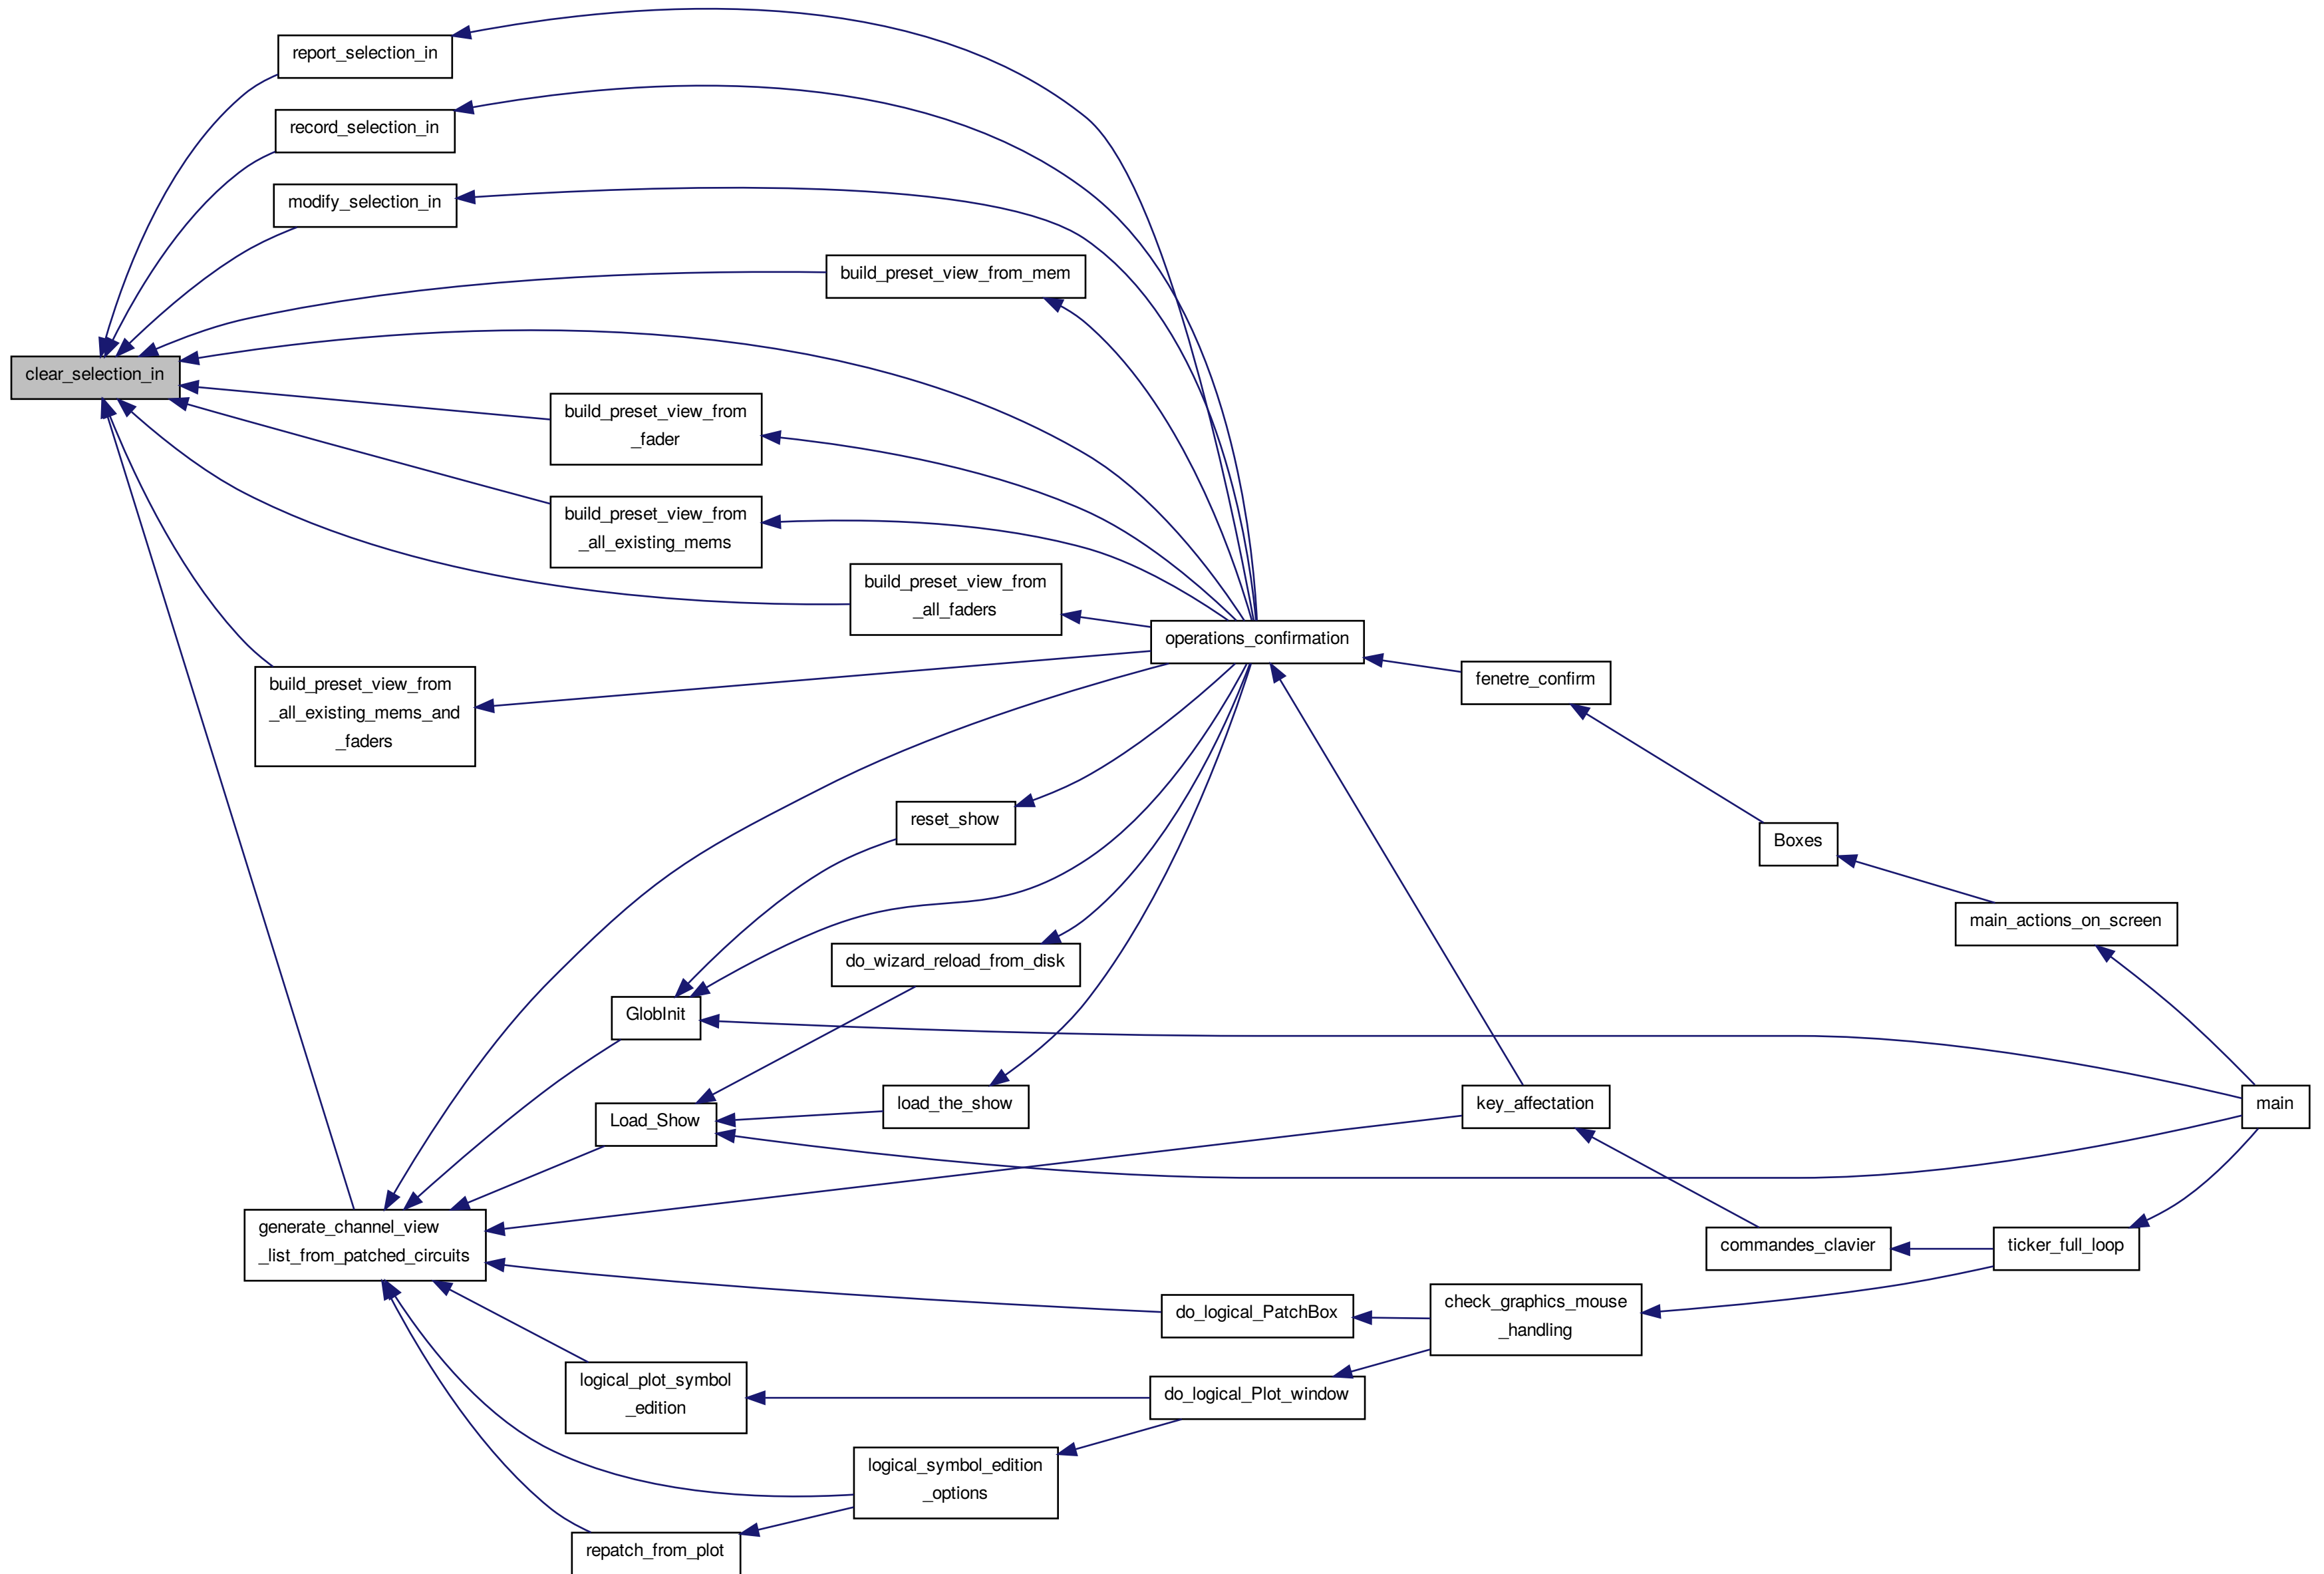 report_selection_in
record_selection_in
modify_selection_in
build_preset_view_from_mem
clear_selection_in
build_preset_view_from
_fader
build_preset_view_from
_all_existing_mems
build_preset_view_from
_all_faders
operations_confirmation
fenetre_confirm
build_preset_view_from
_all_existing_mems_and
_faders
reset_show
Boxes
main_actions_on_screen
do_wizard_reload_from_disk
GlobInit
load_the_show
key_affectation
main
Load_Show
generate_channel_view
_list_from_patched_circuits
commandes_clavier
ticker_full_loop
do_logical_PatchBox
check_graphics_mouse
_handling
logical_plot_symbol
_edition
do_logical_Plot_window
logical_symbol_edition
_options
repatch_from_plot